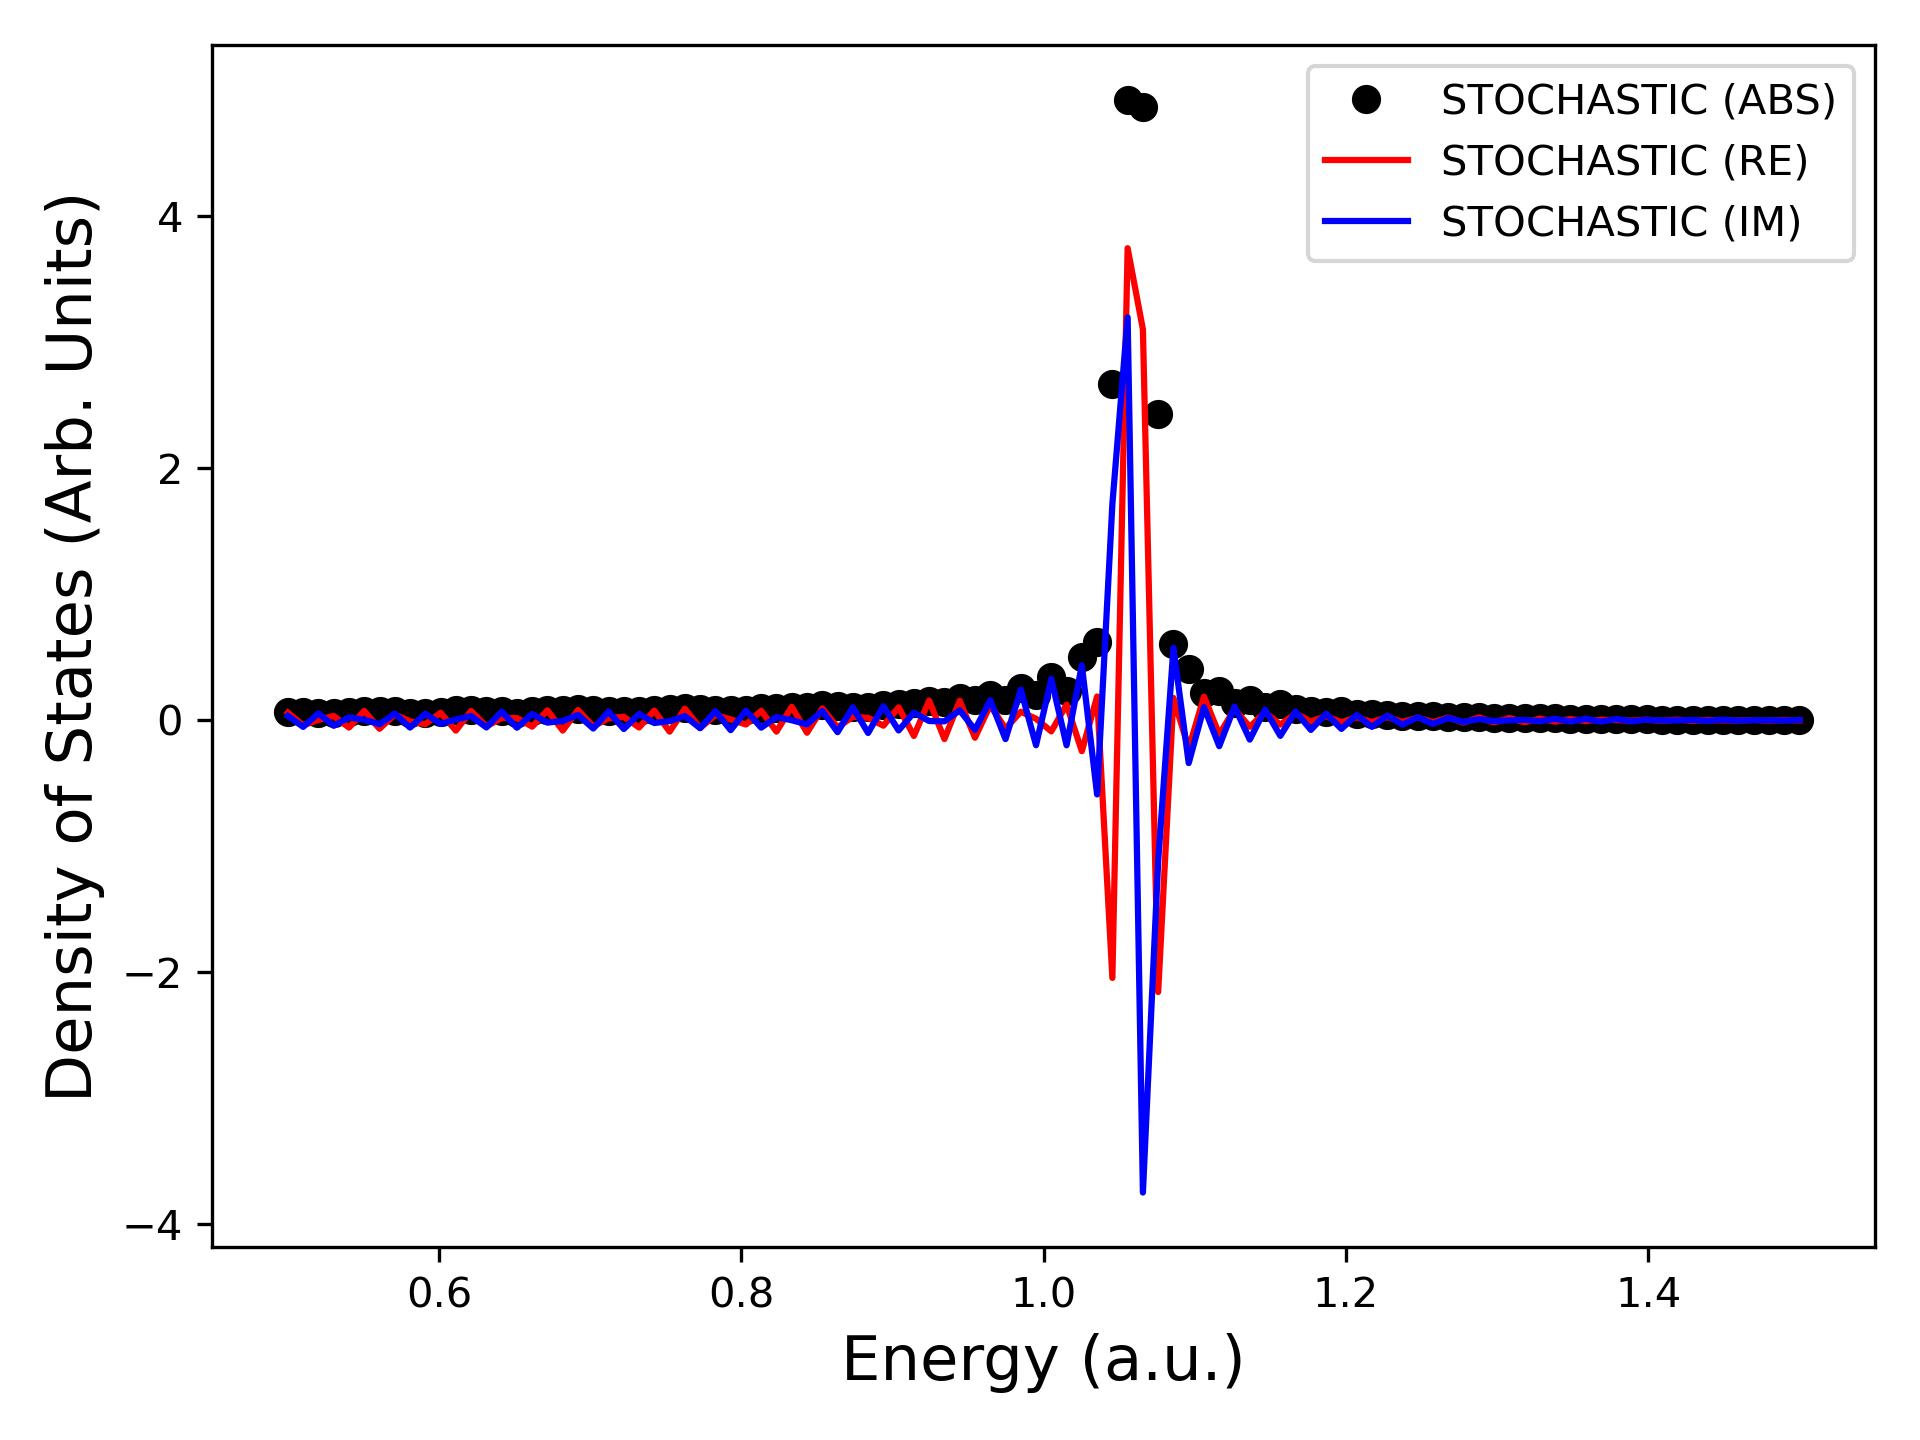 Density of States (Arb. Units)
4
2
0
−2
−4
STOCHASTIC (ABS)
STOCHASTIC (RE)
STOCHASTIC (IM)
0.6
0.8
1.0
1.2
1.4
Energy (a.u.)